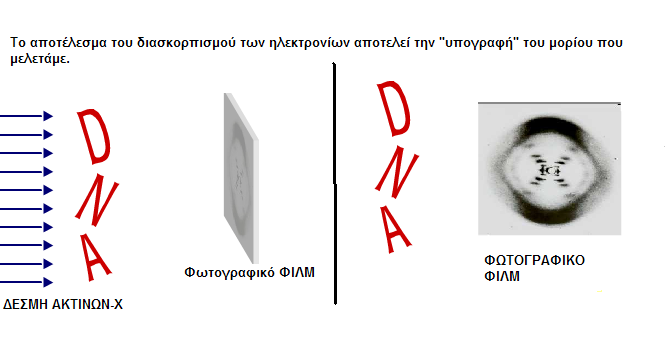 Το αποτέλεσμα του διασκορπισμού των ηλεκτρονίων αποτελεί την "υπογραφή" του μορίου που
μελετάμε.
D
N
A
Φωτογραφικό ΦΙΛΜ
ΔΕΣΜΗ ΑΚΤΙΝΩΝ-Χ
D
N
A
ΦΩΤΟΓΡΑΦΙΚΟ
ΦΙΛΜ